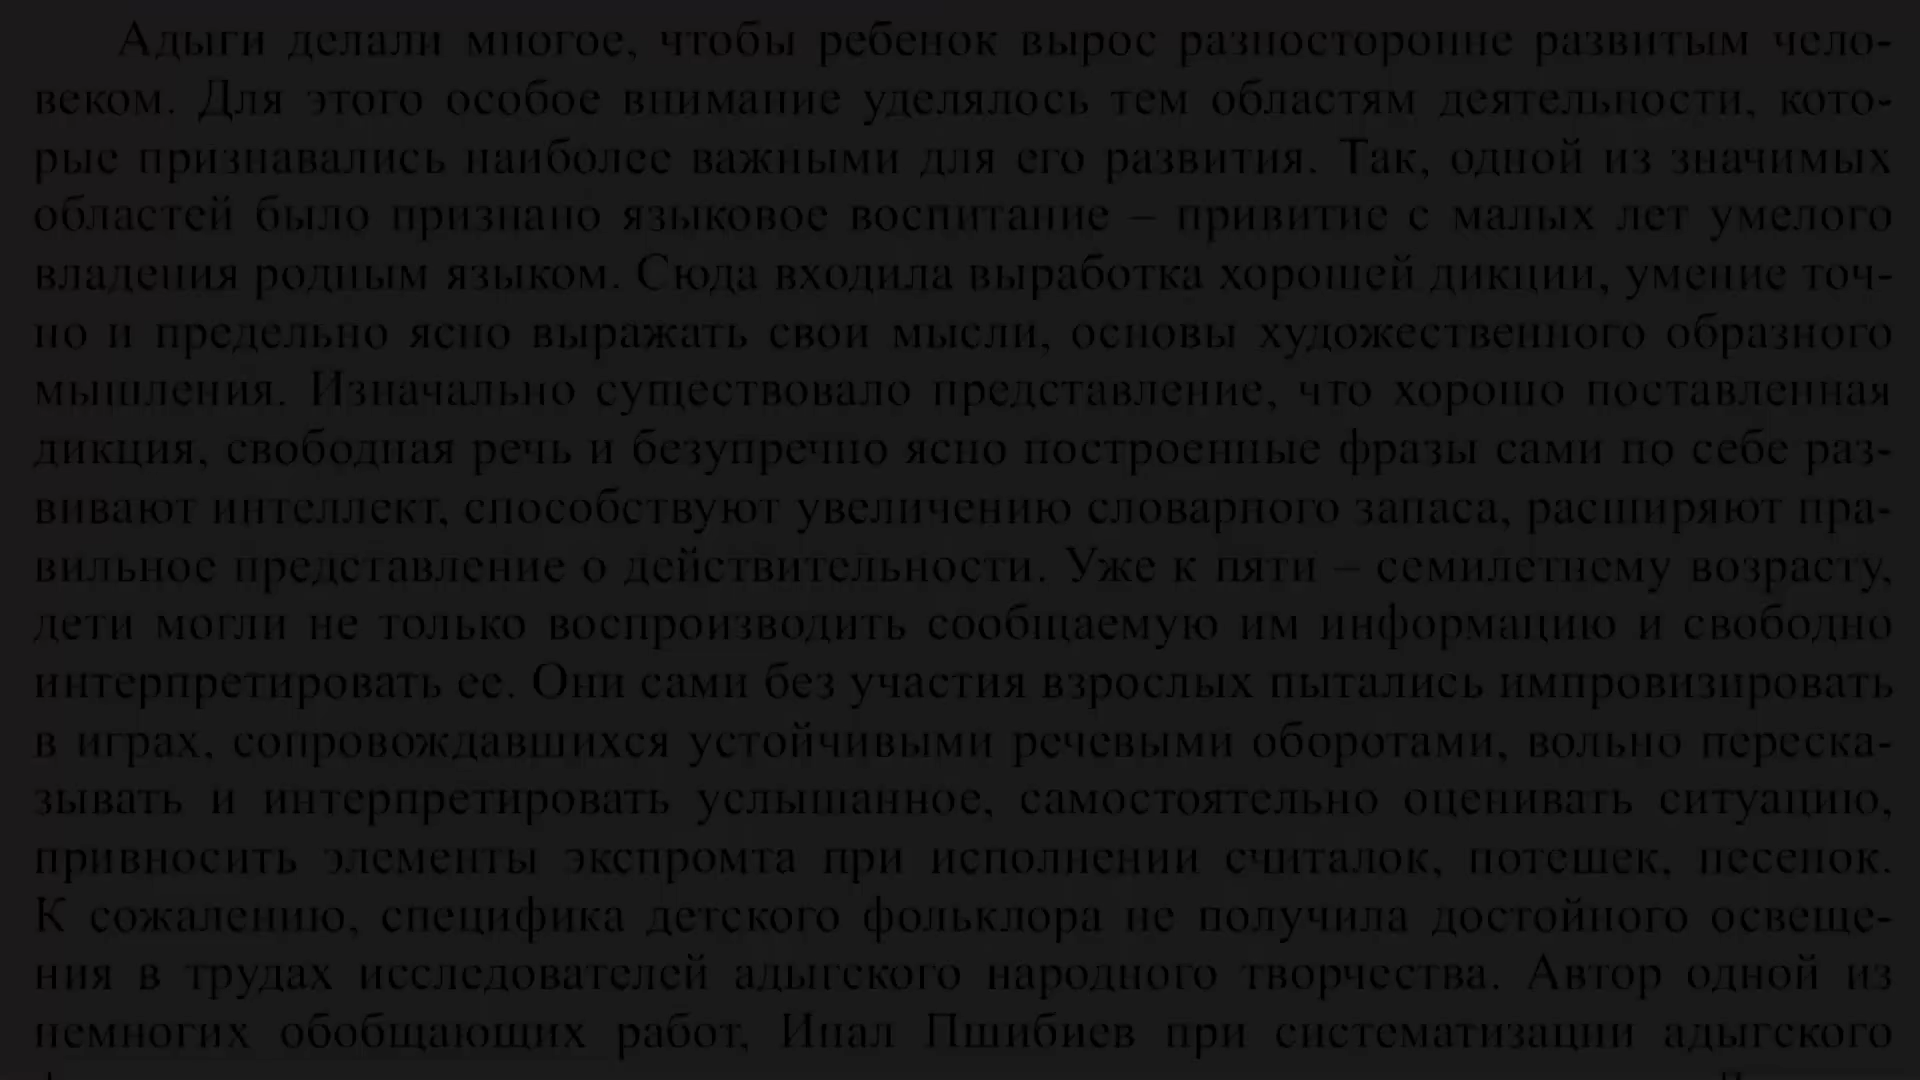 Адыги делали многое, чтобы ребенок вырос разносторонне развитым чело-
веком. Для этого особое внимание уделялось тем областям деятельности, кото-
рые признавались наиболее важными для его развития. Так, одной из значимых
областей было признано языковое воспитание – привитие с малых лет умелого
владения родным языком. Сюда входила выработка хорошей дикции, умение точ-
но и предельно ясно выражать свои мысли, основы художественного образного
мышления. Изначально существовало представление, что хорошо поставленная
дикция, свободная речь и безупречно ясно построенные фразы сами по себе раз-
вивают интеллект, способствуют увеличению словарного запаса, расширяют пра-
вильное представление о действительности. Уже к пяти – семилетнему возрасту,
дети могли не только воспроизводить сообщаемую им информацию и свободно
интерпретировать ее. Они сами без участия взрослых пытались импровизировать
в играх, сопровождавшихся устойчивыми речевыми оборотами, вольно переска-
зывать и интерпретировать услышанное, самостоятельно оценивать ситуацию,
привносить элементы экспромта при исполнении считалок, потешек, песенок.
К сожалению, специфика детского фольклора не получила достойного освеще-
ния в трудах исследователей адыгского народного творчества. Автор одной из
немногих обобщающих работ, Инал Пшибиев при систематизации адыгского